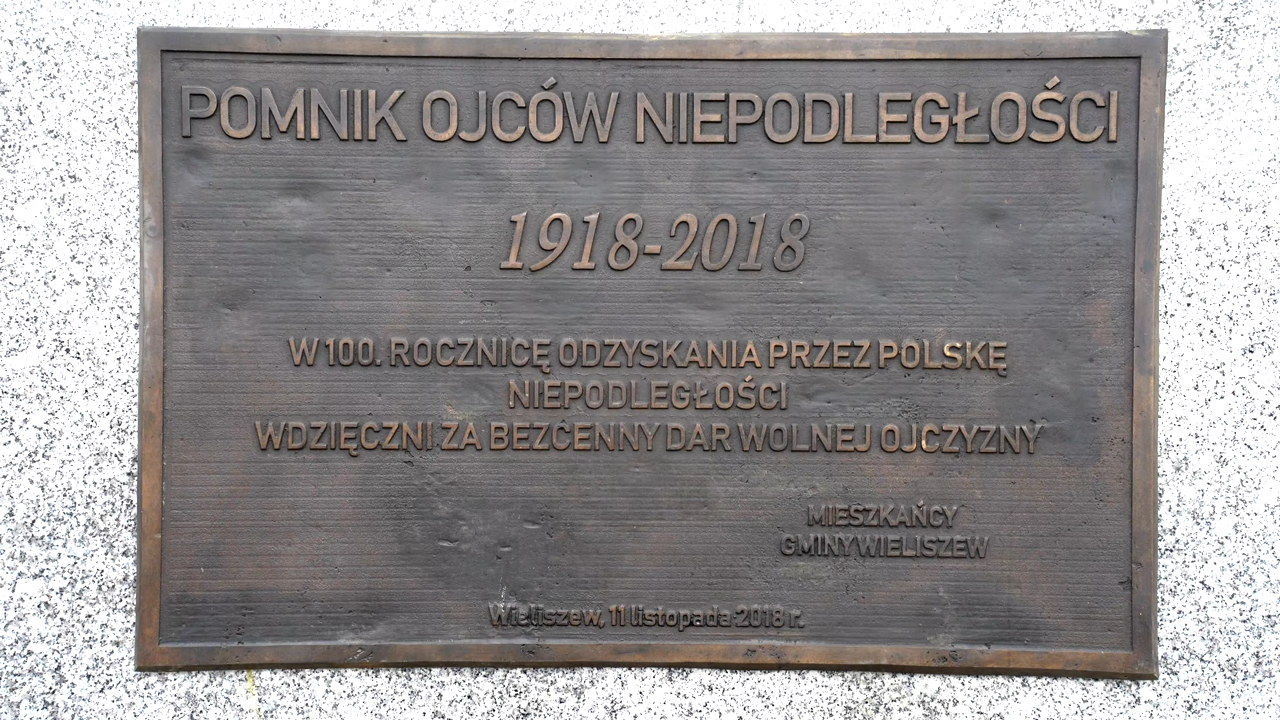 POMNIK OJCÓW NIEPODLEGŁOŚCI
1918-2018
W 100. ROCZNICĘ ODZYSKANIA PRZEZ POLSKĘ
NIEPODLEGŁOŚCI
WDZIĘCZNI ZA BEZCENNY DAR WOLNEJ OJCZYZNY
MIESZKAŃCY
GMINY WIELISZEW
Wieliszew, 11 listopada 2018 r.